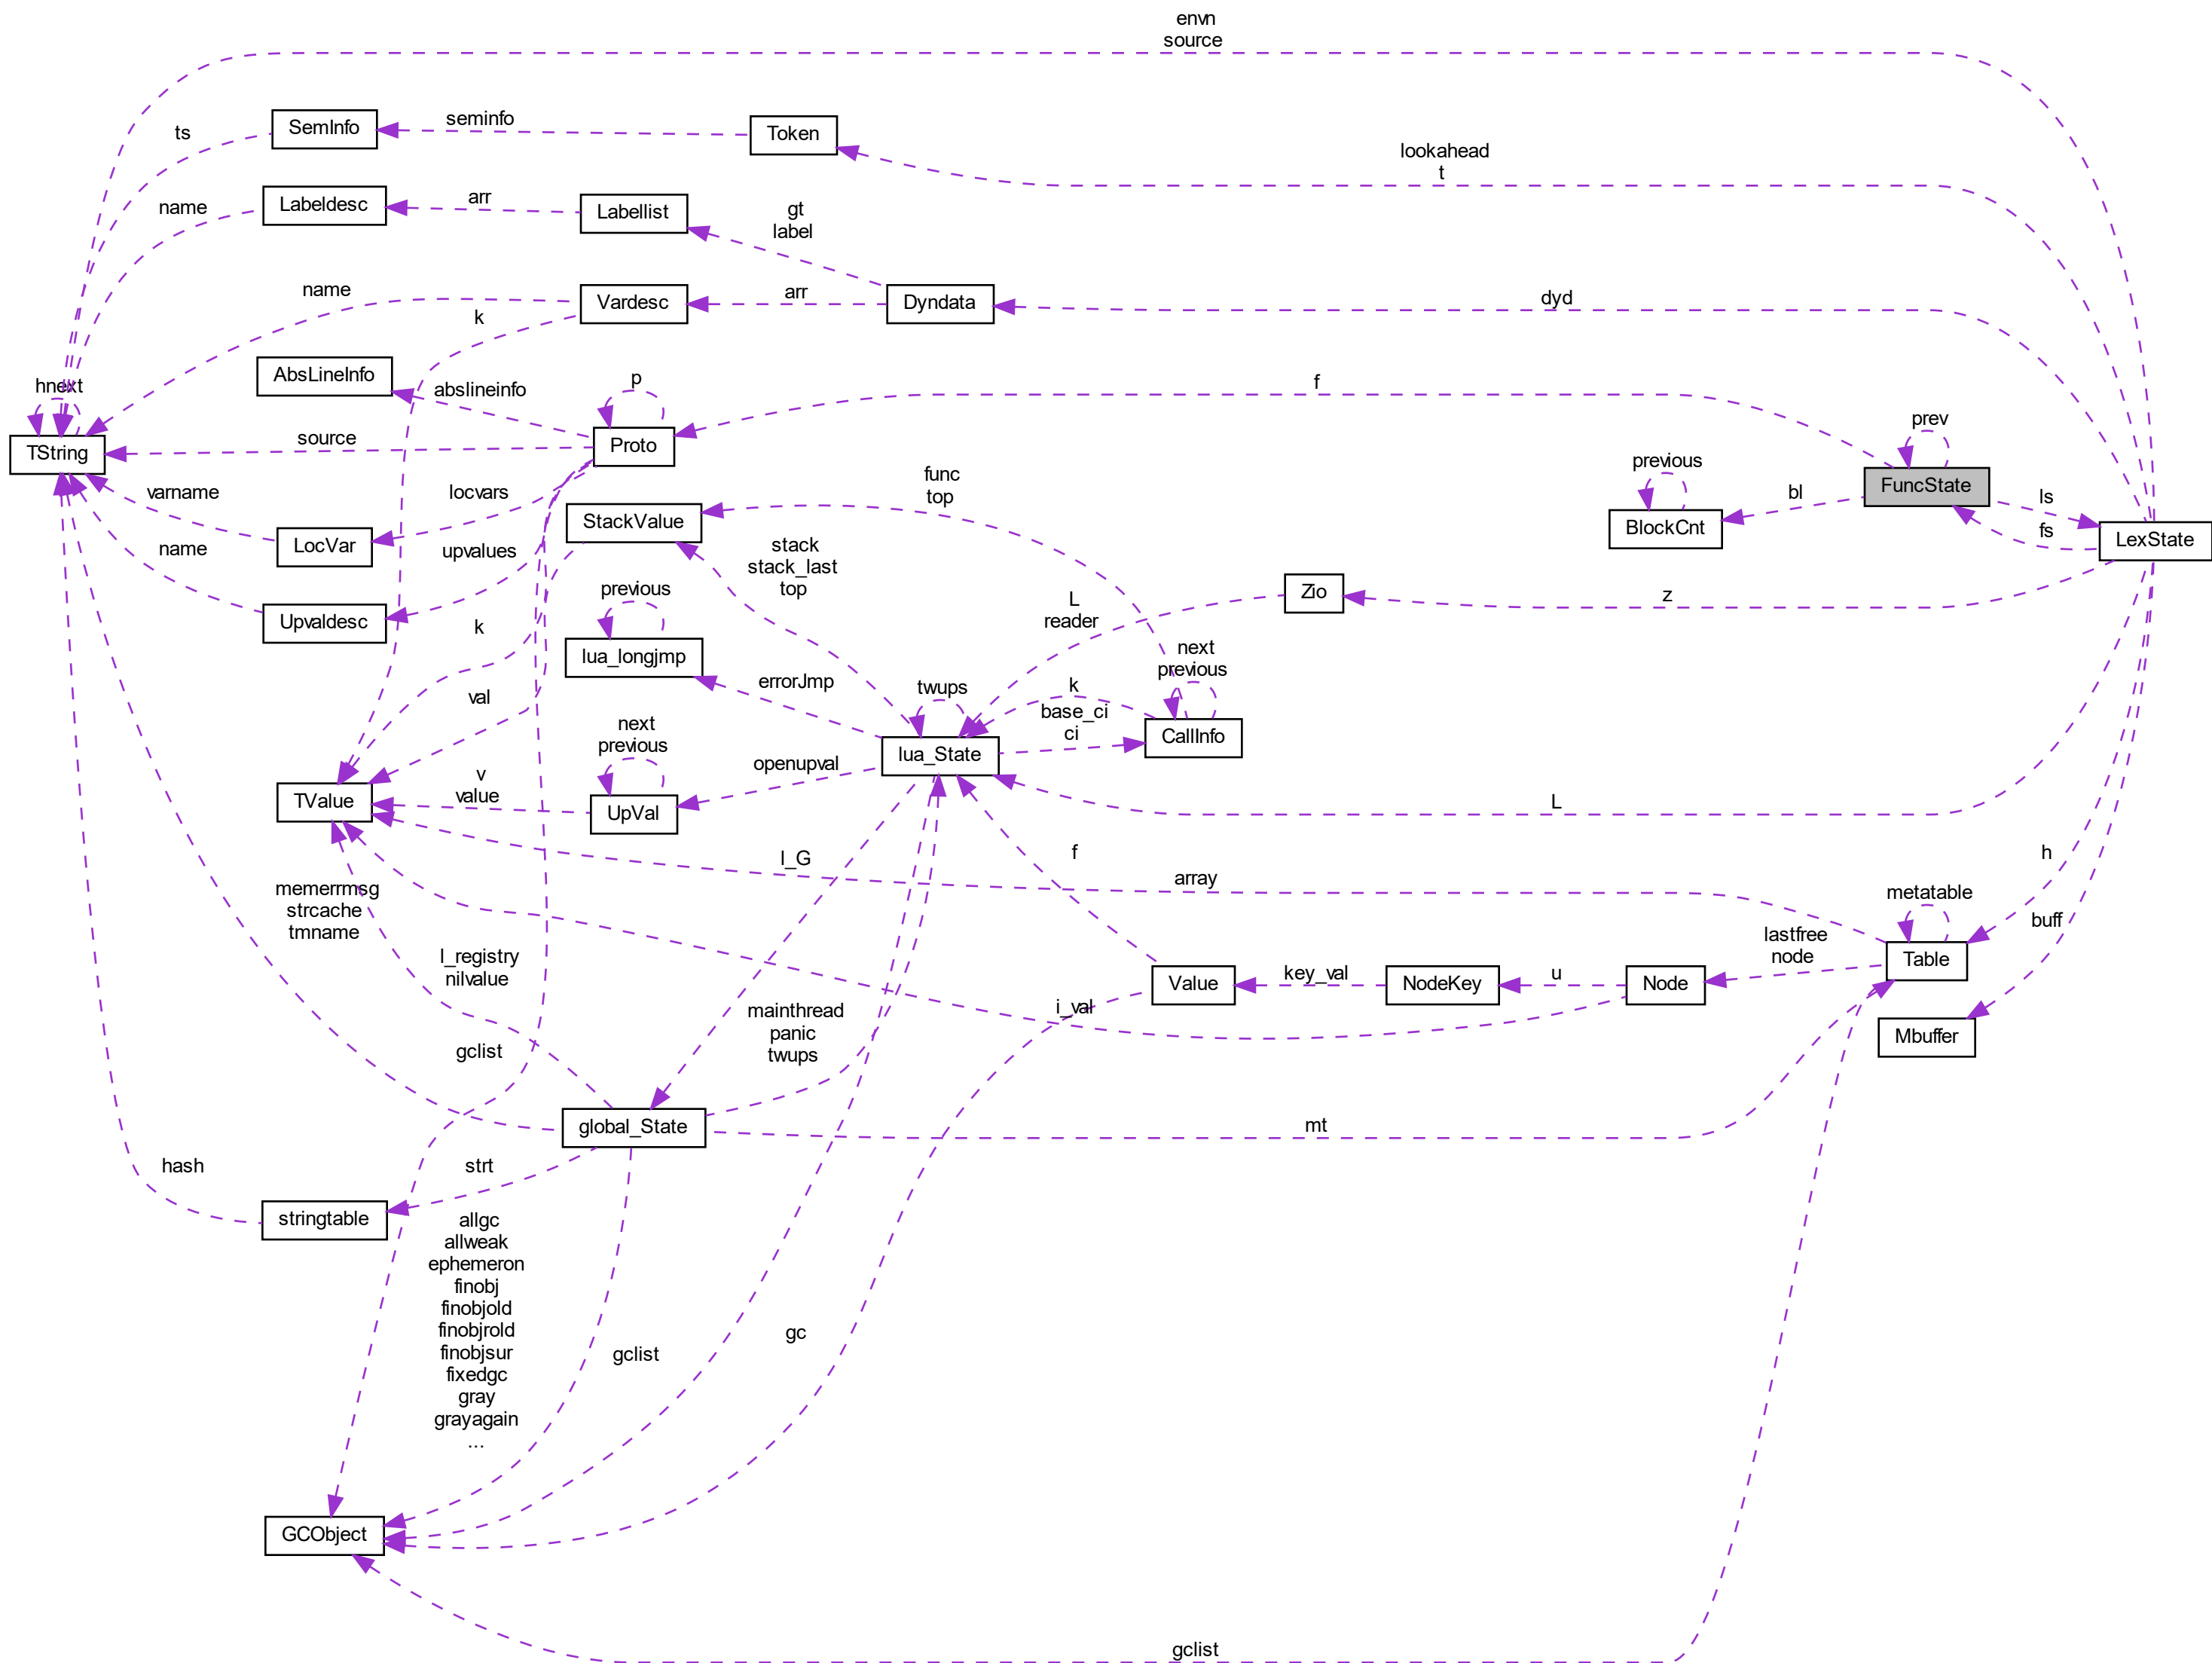 envn
source
SemInfo
ts
seminfo
Token
lookahead
t
Labeldesc
name
arr
Labellist
gt
label
name
Vardesc
arr
Dyndata
dyd
k
AbsLineInfo
abslineinfo
p
f
hnext
TString
source
Proto
prev
FuncState
previous
bl
BlockCnt
ls
fs
LexState
varname
LocVar
locvars
StackValue
func
top
name
Upvaldesc
upvalues
stack
stack_last
top
Zio
z
L
reader
previous
lua_longjmp
k
val
errorJmp
twups
k
base_ci
ci
next
previous
CallInfo
lua_State
TValue
v
value
next
previous
UpVal
openupval
L
l_G
f
array
h
metatable
buff
memerrmsg
strcache
tmname
l_registry
nilvalue
lastfree
node
Table
Value
key_val
NodeKey
u
Node
i_val
Mbuffer
mainthread
panic
twups
gclist
global_State
mt
hash
strt
stringtable
allgc
allweak
ephemeron
finobj
finobjold
finobjrold
finobjsur
fixedgc
gray
grayagain
...
gclist
gc
GCObject
gclist